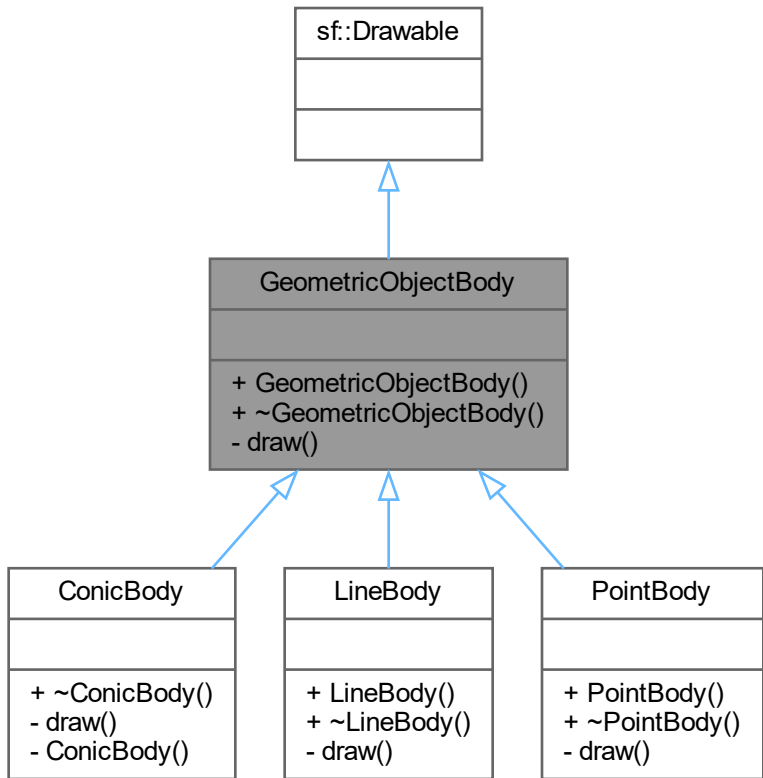 sf::Drawable
GeometricObjectBody
+ GeometricObjectBody()
+ ~GeometricObjectBody()
- draw()
ConicBody
+ ~ConicBody()
- draw()
- ConicBody()
LineBody
+ LineBody()
+ ~LineBody()
- draw()
PointBody
+ PointBody()
+ ~PointBody()
- draw()